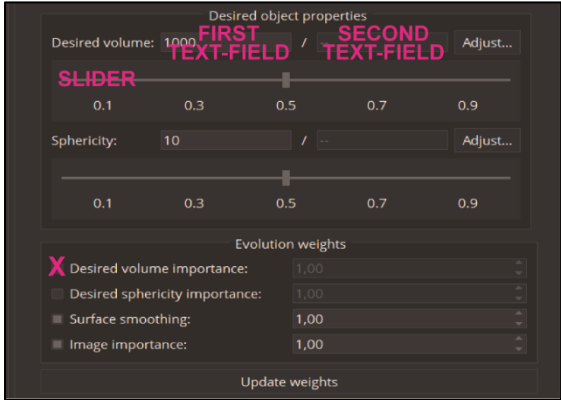 Desired object properties
Desired volume: 1000 / -- Adjust...
FIRST TEXT-FIELD
SECOND TEXT-FIELD
SLIDER
0.1 0.3 0.5 0.7 0.9
Sphericity: 10 / -- Adjust...
0.1 0.3 0.5 0.7 0.9
Evolution weights
X Desired volume importance: 1,00
Desired sphericity importance: 1,00
Surface smoothing: 1,00
Image importance: 1,00
Update weights